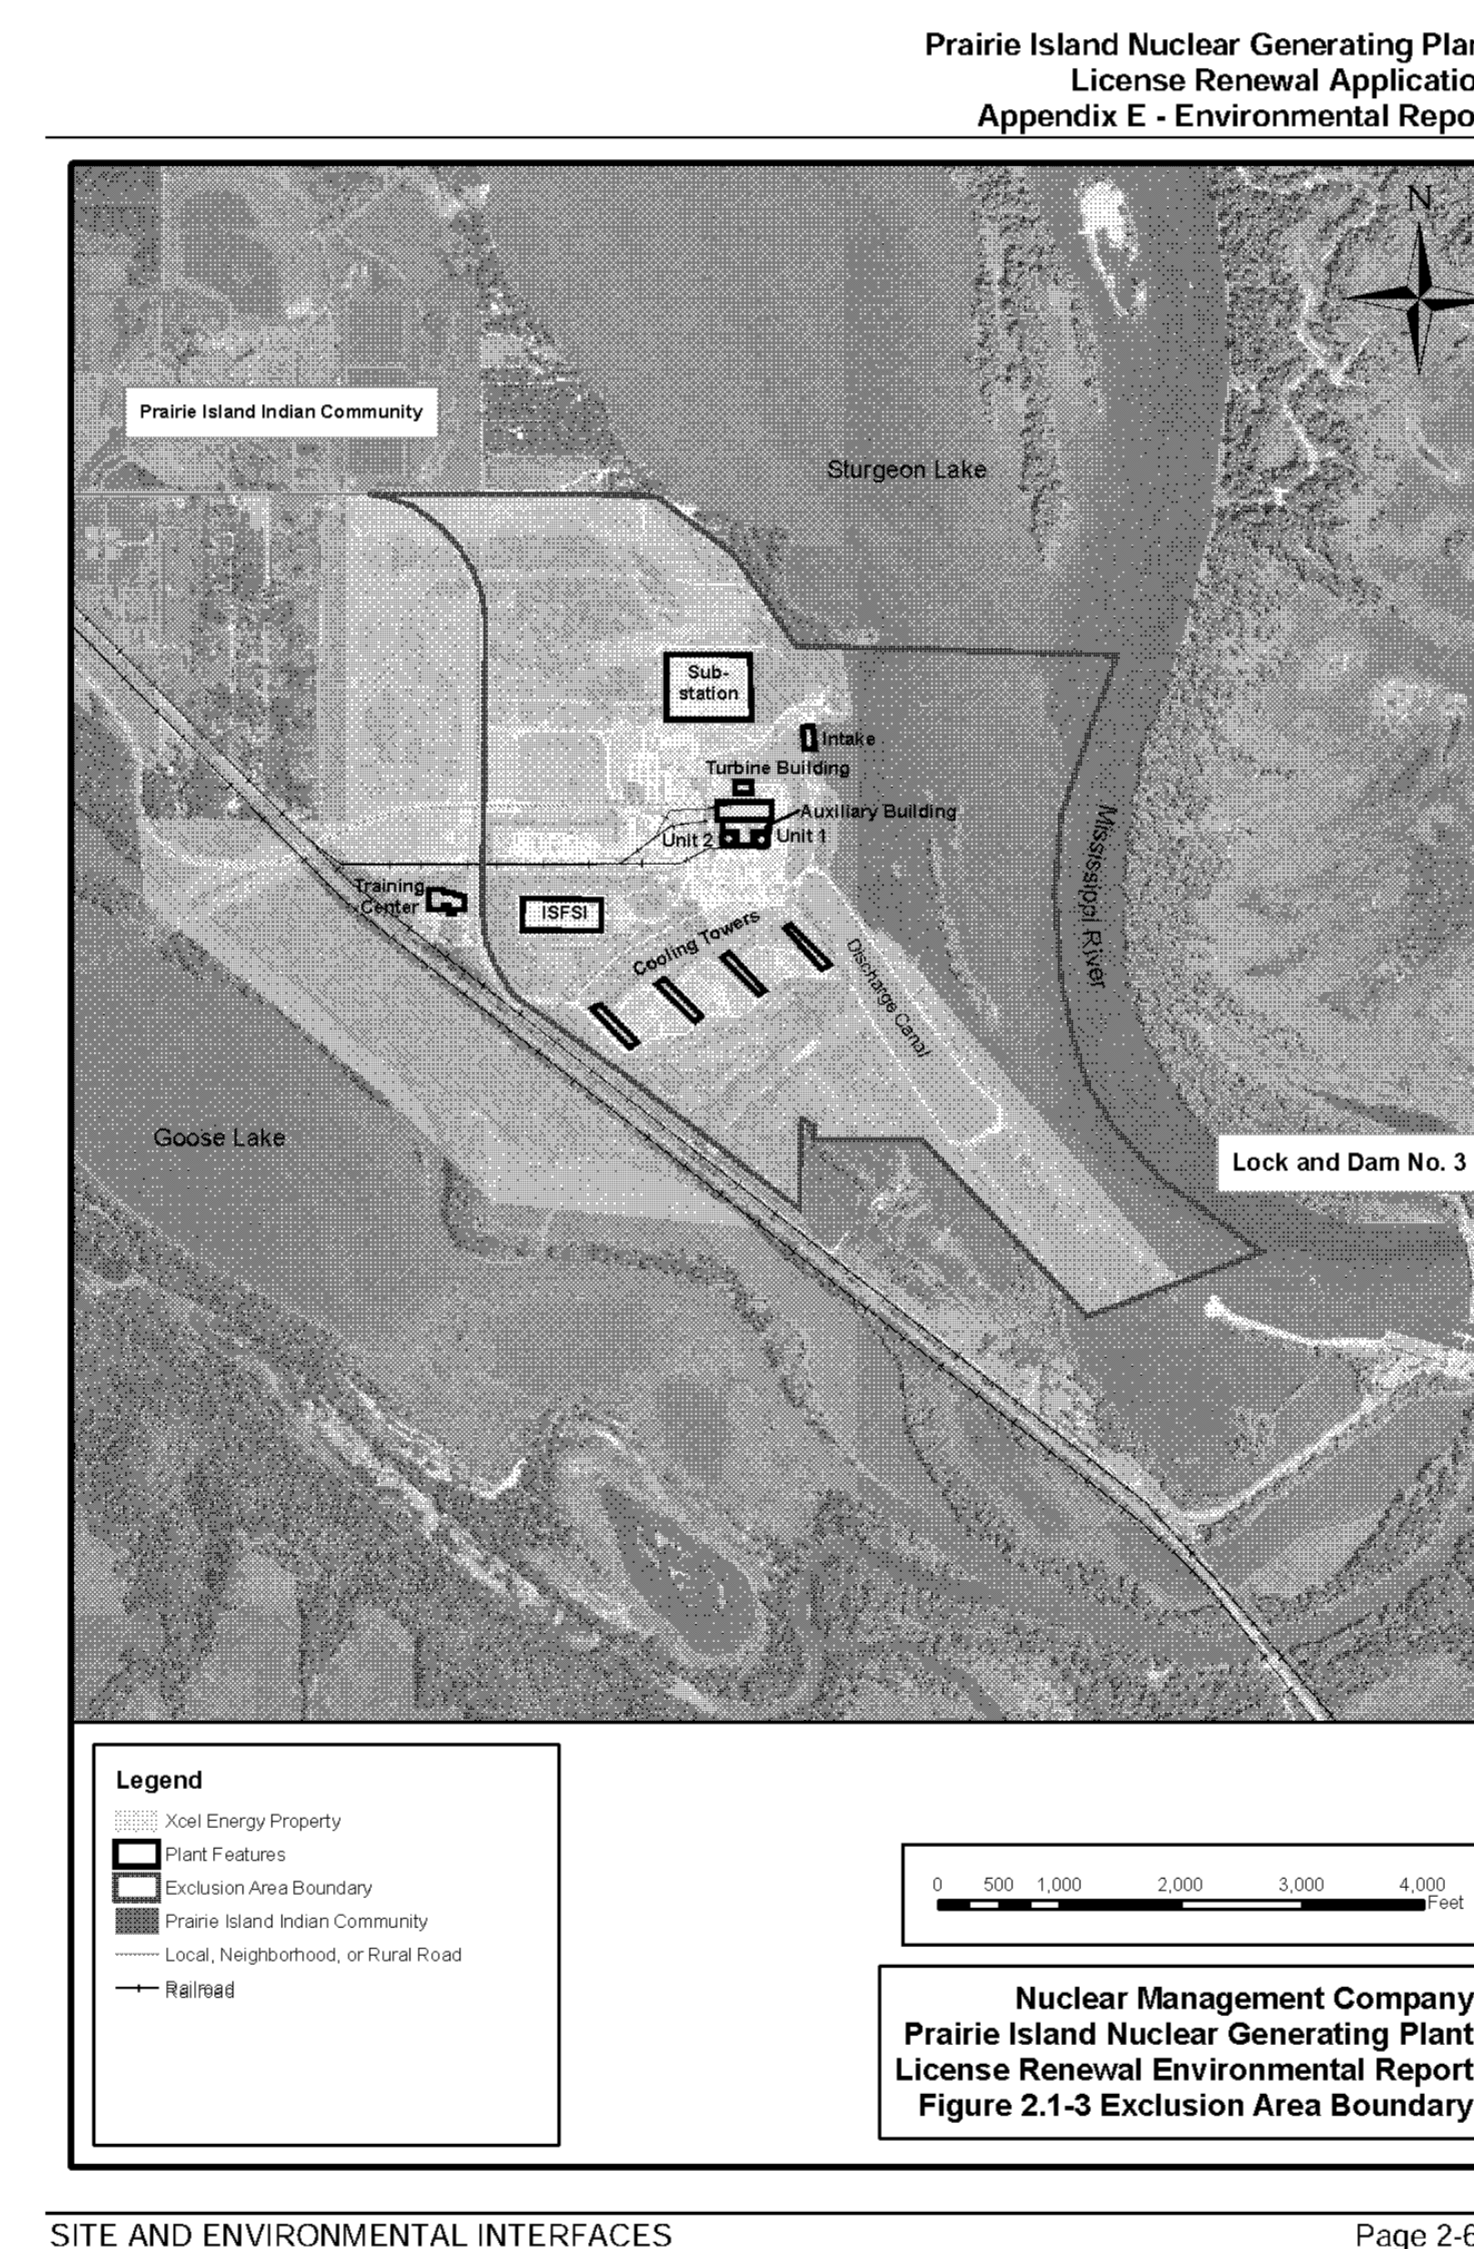 Prairie Island Nuclear Generating Plan
License Renewal Applicatio
Appendix E - Environmental Repo
N
Prairie Island Indian Community
Sturgeon Lake
Sub-
station
Intake
Turbine Building
Auxiliary Building
Unit 2
Unit 1
Mississippi River
Training
Center
ISFSI
Cooling Towers
Discharge Canal
Goose Lake
Lock and Dam No. 3
Legend
Xcel Energy Property
Plant Features
Exclusion Area Boundary
Prairie Island Indian Community
Local, Neighborhood, or Rural Road
Railroad
0 500 1,000 2,000 3,000 4,000
Feet
Nuclear Management Company
Prairie Island Nuclear Generating Plant
License Renewal Environmental Report
Figure 2.1-3 Exclusion Area Boundary
SITE AND ENVIRONMENTAL INTERFACES
Page 2-6